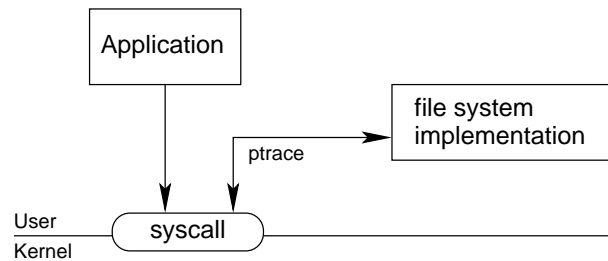 Application
file system
implementation
ptrace
User
syscall
Kernel